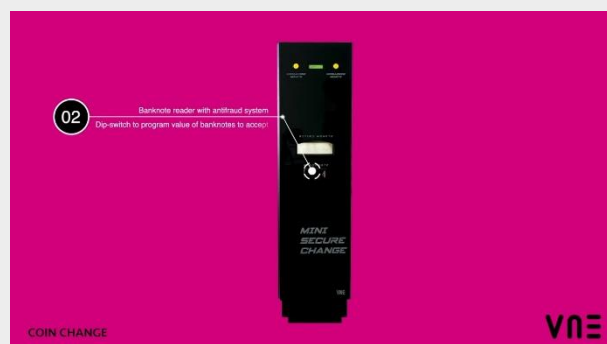 02
Banknote reader with antifraud system
Dip-switch to program value of banknotes to accept
MINI
SECURE
CHANGE
VNE
COIN CHANGE
VNE